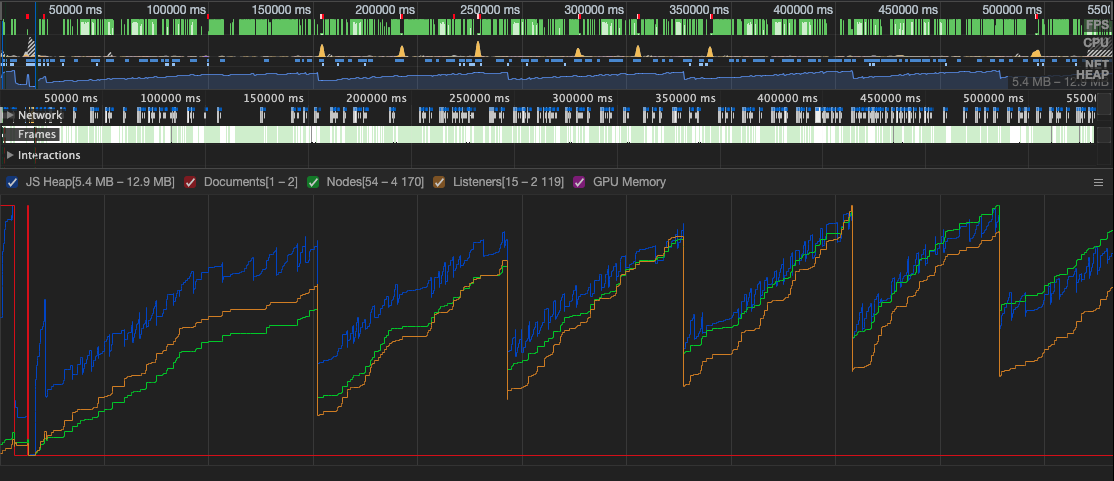 50000 ms 100000 ms 150000 ms 200000 ms 250000 ms 300000 ms 350000 ms 400000 ms 450000 ms 500000 ms 5500
FPS
CPU
NET
HEAP
5.4 MB – 12.9 MB
50000 ms 100000 ms 150000 ms 200000 ms 250000 ms 300000 ms 350000 ms 400000 ms 450000 ms 500000 ms 55000
Network
Frames
Interactions
JS Heap[5.4 MB – 12.9 MB] Documents[1 – 2] Nodes[54 – 4 170] Listeners[15 – 2 119] GPU Memory